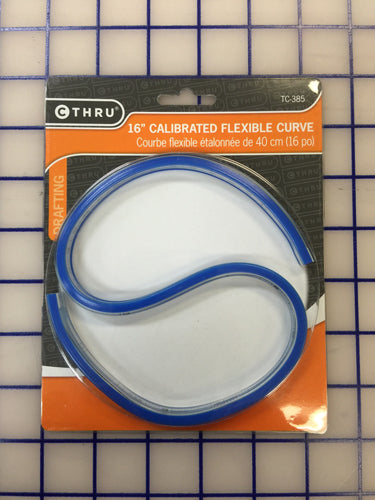 C THRU®
TC-385
16" CALIBRATED FLEXIBLE CURVE
Courbe flexible étalonnée de 40 cm (16 po)
DRAFTING